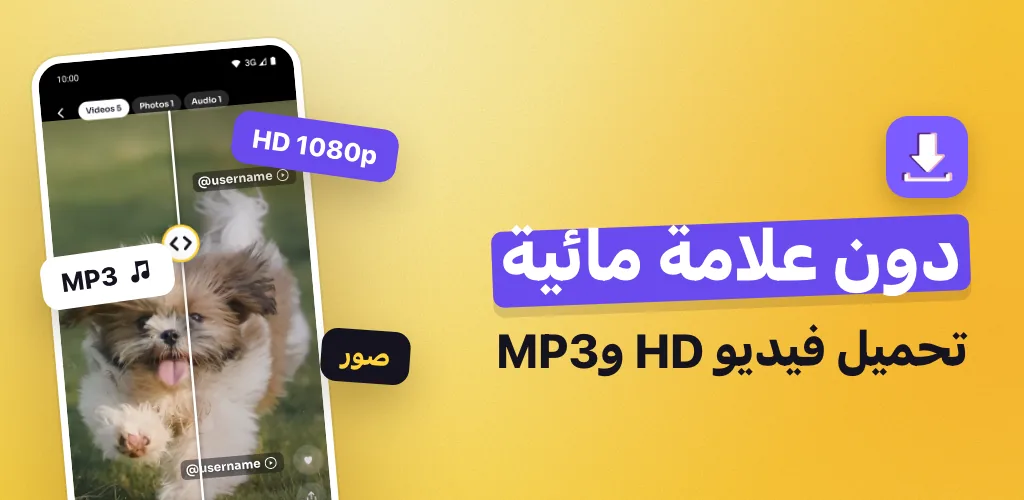 10:00
3G
Videos 5
Photos 1
Audio 1
HD 1080p
@username
MP3
صور
@username
دون علامة مائية
تحميل فيديو HD وMP3